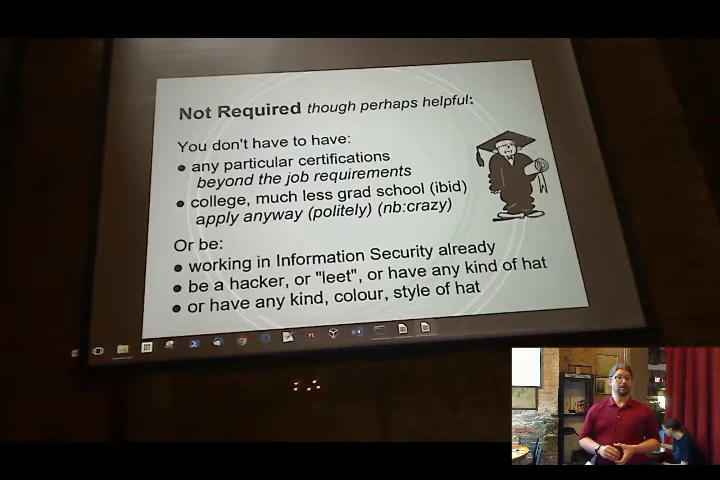 Not Required though perhaps helpful:
You don't have to have:
• any particular certifications
beyond the job requirements
• college, much less grad school (ibid)
apply anyway (politely) (nb:crazy)
Or be:
• working in Information Security already
• be a hacker, or "leet", or have any kind of hat
• or have any kind, colour, style of hat